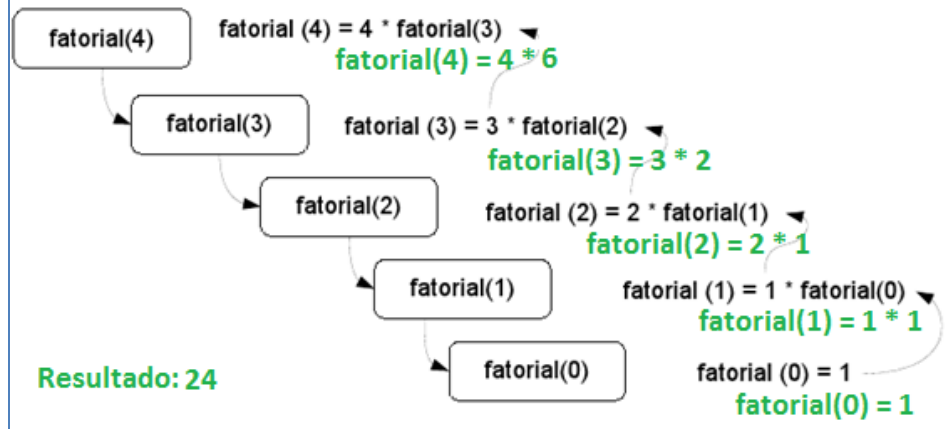 fatorial(4)
fatorial (4) = 4 * fatorial(3)
fatorial(4) = 4 * 6
fatorial(3)
fatorial (3) = 3 * fatorial(2)
fatorial(3) = 3 * 2
fatorial(2)
fatorial (2) = 2 * fatorial(1)
fatorial(2) = 2 * 1
fatorial(1)
fatorial (1) = 1 * fatorial(0)
fatorial(1) = 1 * 1
fatorial(0)
fatorial (0) = 1
fatorial(0) = 1
Resultado: 24